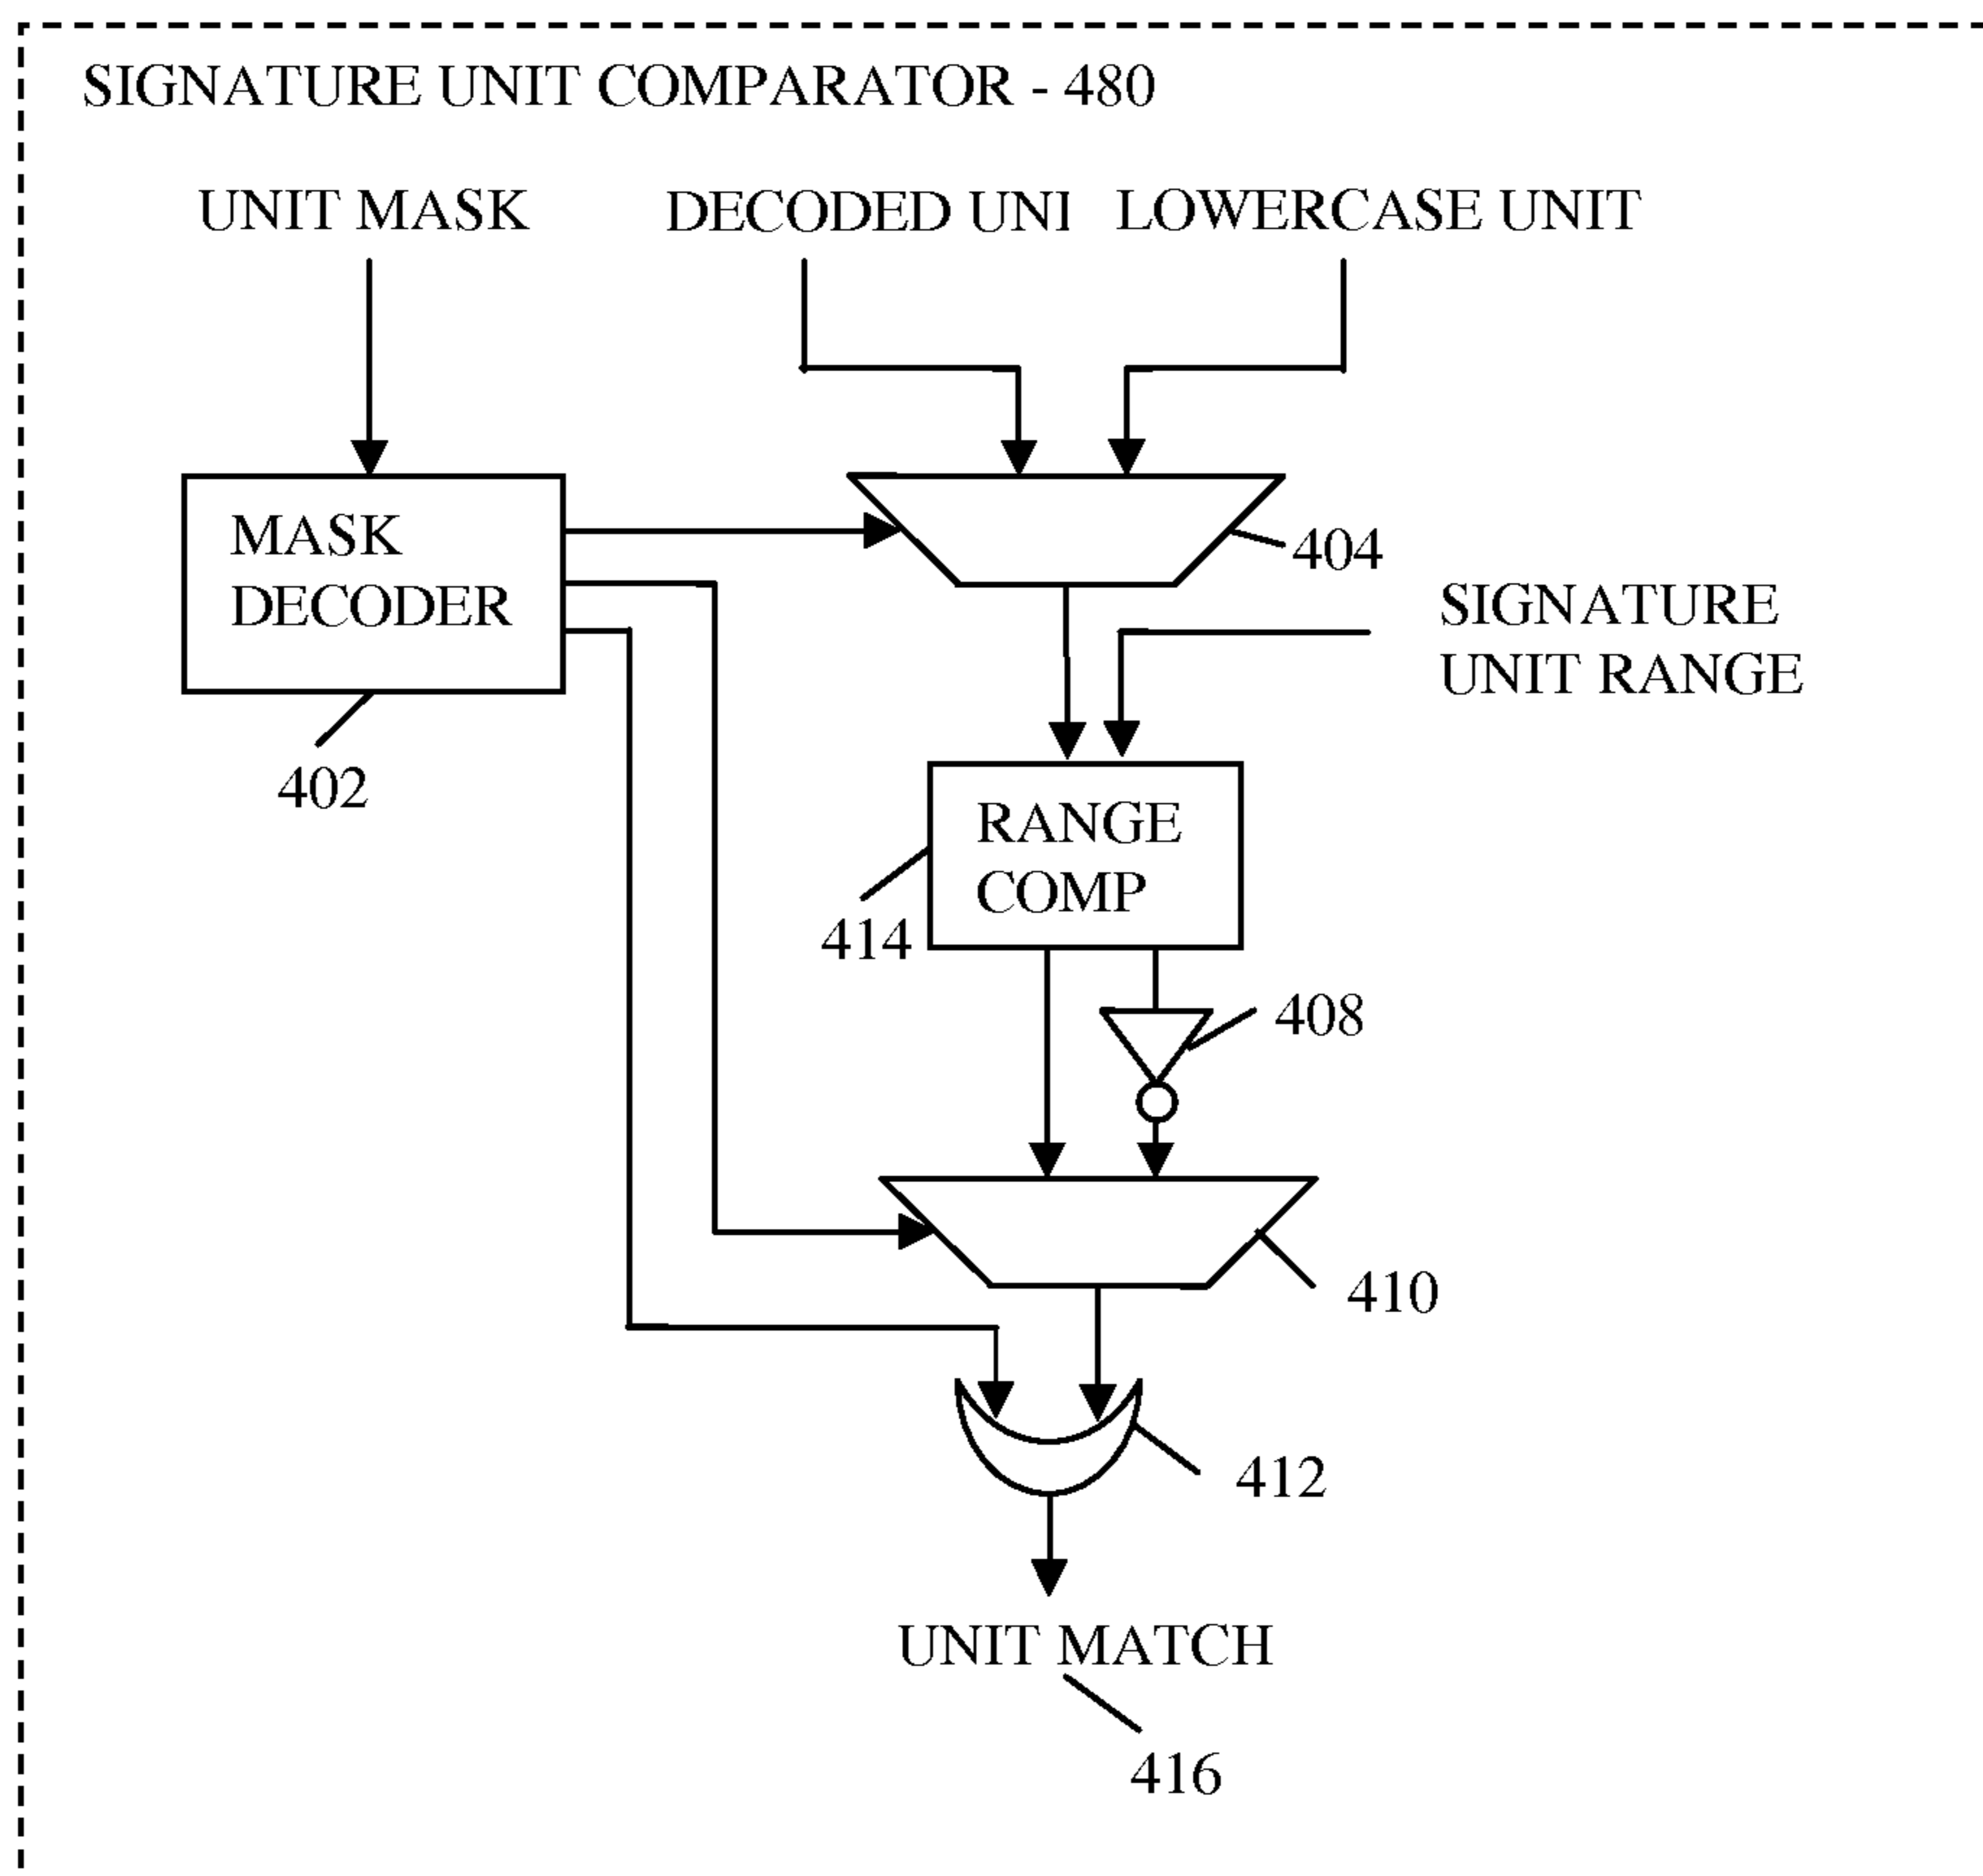 SIGNATURE UNIT COMPARATOR - 480
UNIT MASK
DECODED UNI
LOWERCASE UNIT
MASK
DECODER
404
SIGNATURE
UNIT RANGE
402
RANGE
COMP
414
408
410
412
UNIT MATCH
416